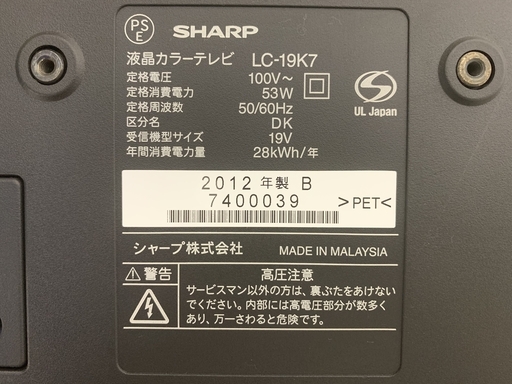 PS
E
SHARP
液晶カラーテレビ LC-19K7
定格電圧 100V～
定格消費電力 53W
定格周波数 50/60Hz
区分名 DK
受信機型サイズ 19V
年間消費電力量 28kWh/年
UL Japan
2012 年製 B
7400039
>PET<
シャープ株式会社 MADE IN MALAYSIA
警告 高圧注意
サービスマン以外の方は、裏ぶたをあけない
でください。内部には高電圧部分が数多く
あり、万一さわると危険です。